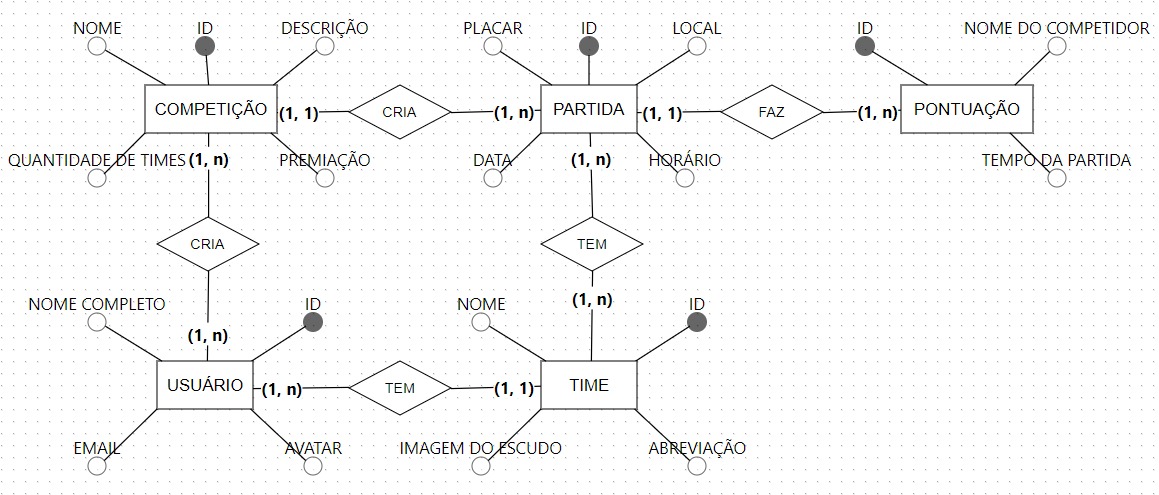 NOME
ID
DESCRIÇÃO
PLACAR
ID
LOCAL
ID
NOME DO COMPETIDOR
COMPETIÇÃO
(1, 1)
CRIA
(1, n)
PARTIDA
(1, 1)
FAZ
(1, n)
PONTUAÇÃO
QUANTIDADE DE TIMES
(1, n)
PREMIAÇÃO
DATA
(1, n)
HORÁRIO
TEMPO DA PARTIDA
CRIA
TEM
NOME COMPLETO
(1, n)
ID
NOME
(1, n)
ID
USUÁRIO
(1, n)
TEM
(1, 1)
TIME
EMAIL
AVATAR
IMAGEM DO ESCUDO
ABREVIAÇÃO